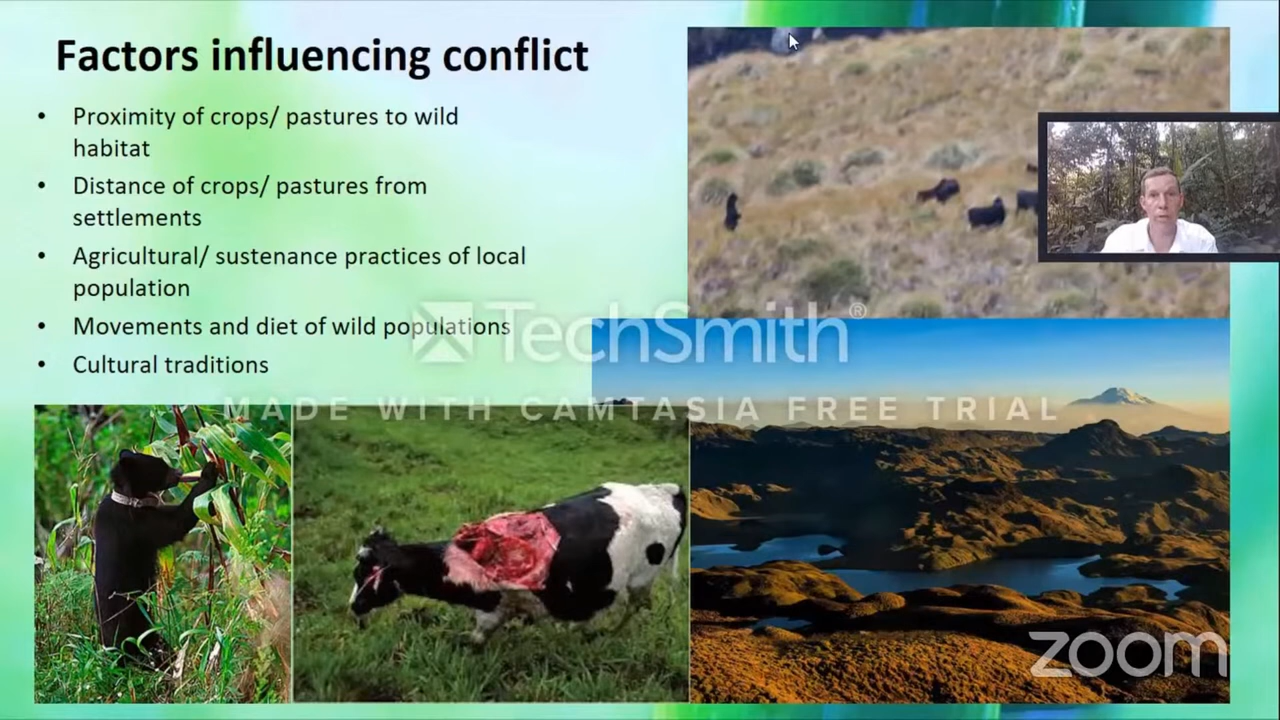 Factors influencing conflict
• Proximity of crops/ pastures to wild
habitat
• Distance of crops/ pastures from
settlements
• Agricultural/ sustenance practices of local
population
• Movements and diet of wild populations
• Cultural traditions
TechSmith®
MADE WITH CAMTASIA FREE TRIAL
zoom